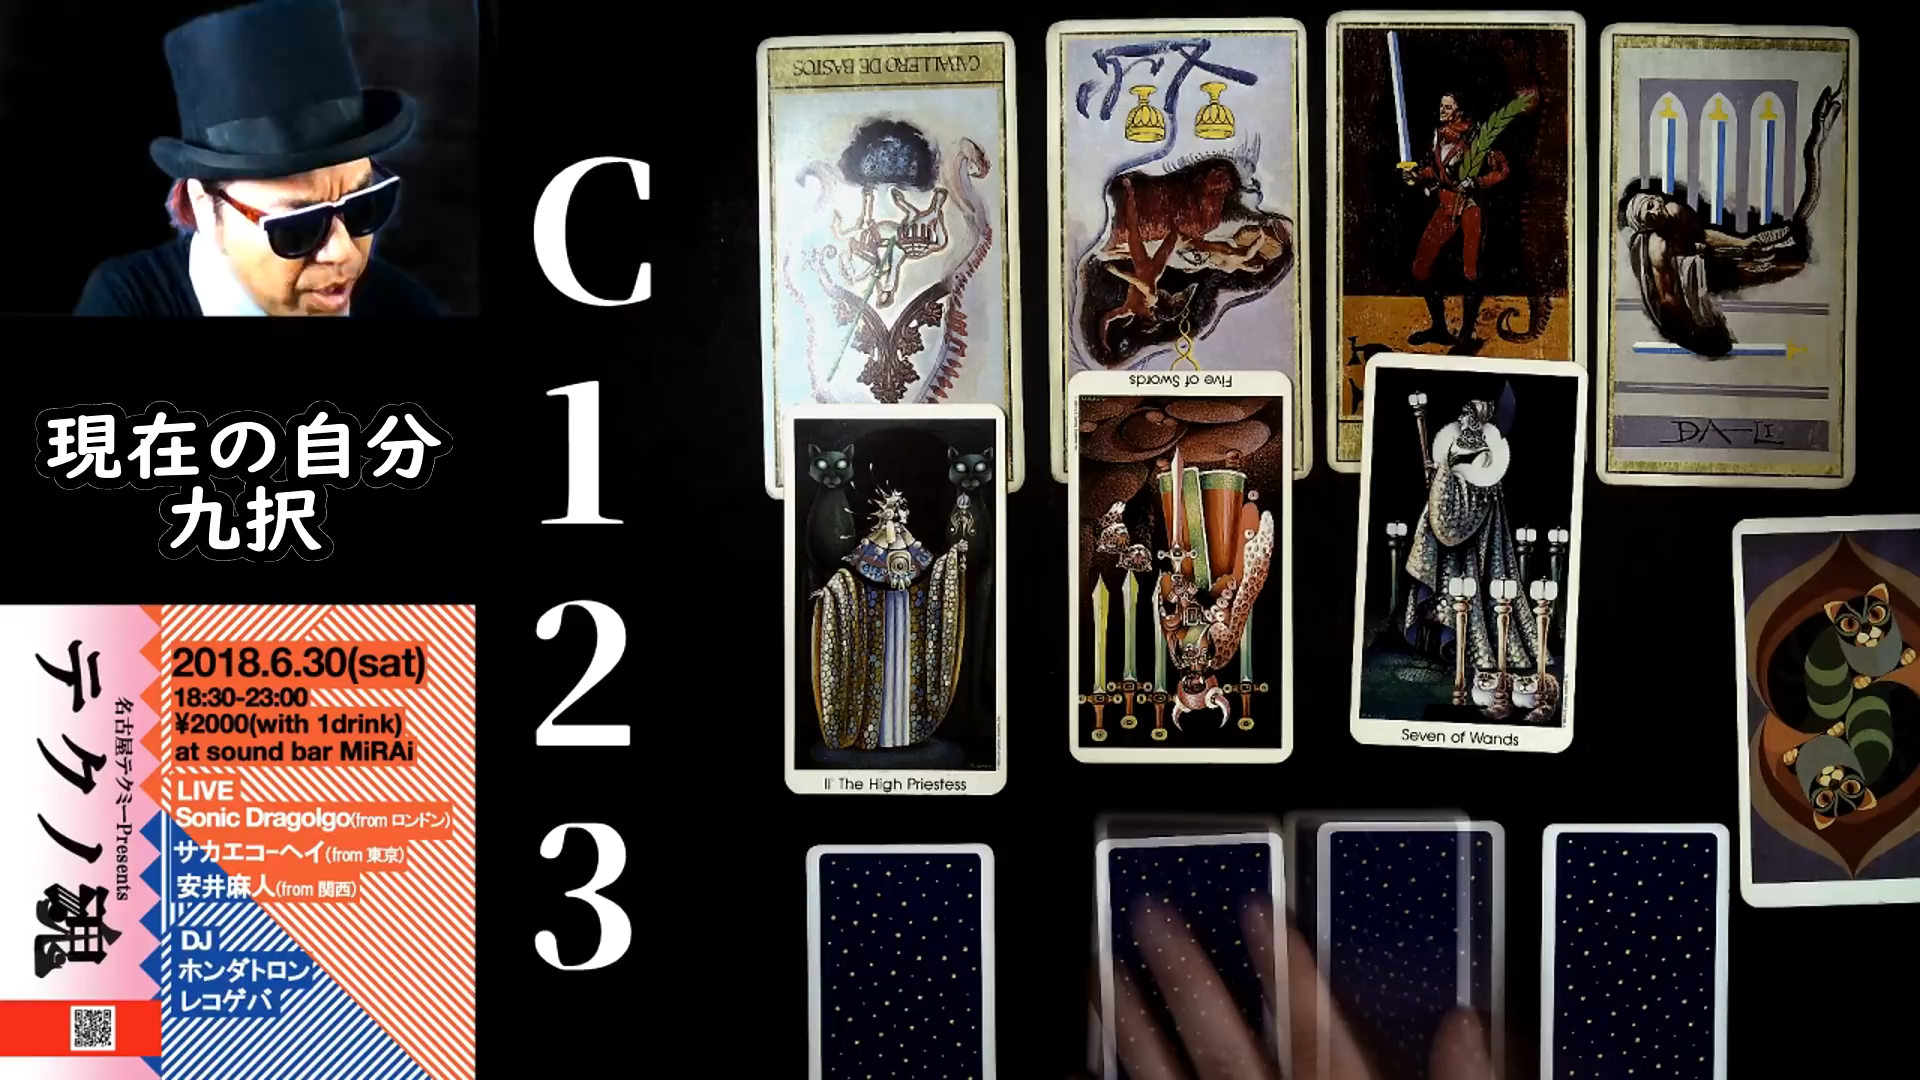 現在の自分
九択
テクノ魂
名古屋テクミーPresents
2018.6.30(sat)
18:30-23:00
¥2000(with 1drink)
at sound bar MiRAi
LIVE
Sonic Dragolgo(from ロンドン)
サカエコーヘイ(from 東京)
安井麻人(from 関西)
DJ
ホンダトロン
レコゲバ
C
1
2
3
CAVALLERO DE BASTOS
DA-LI
Five of Swords
II The High Priestess
Seven of Wands